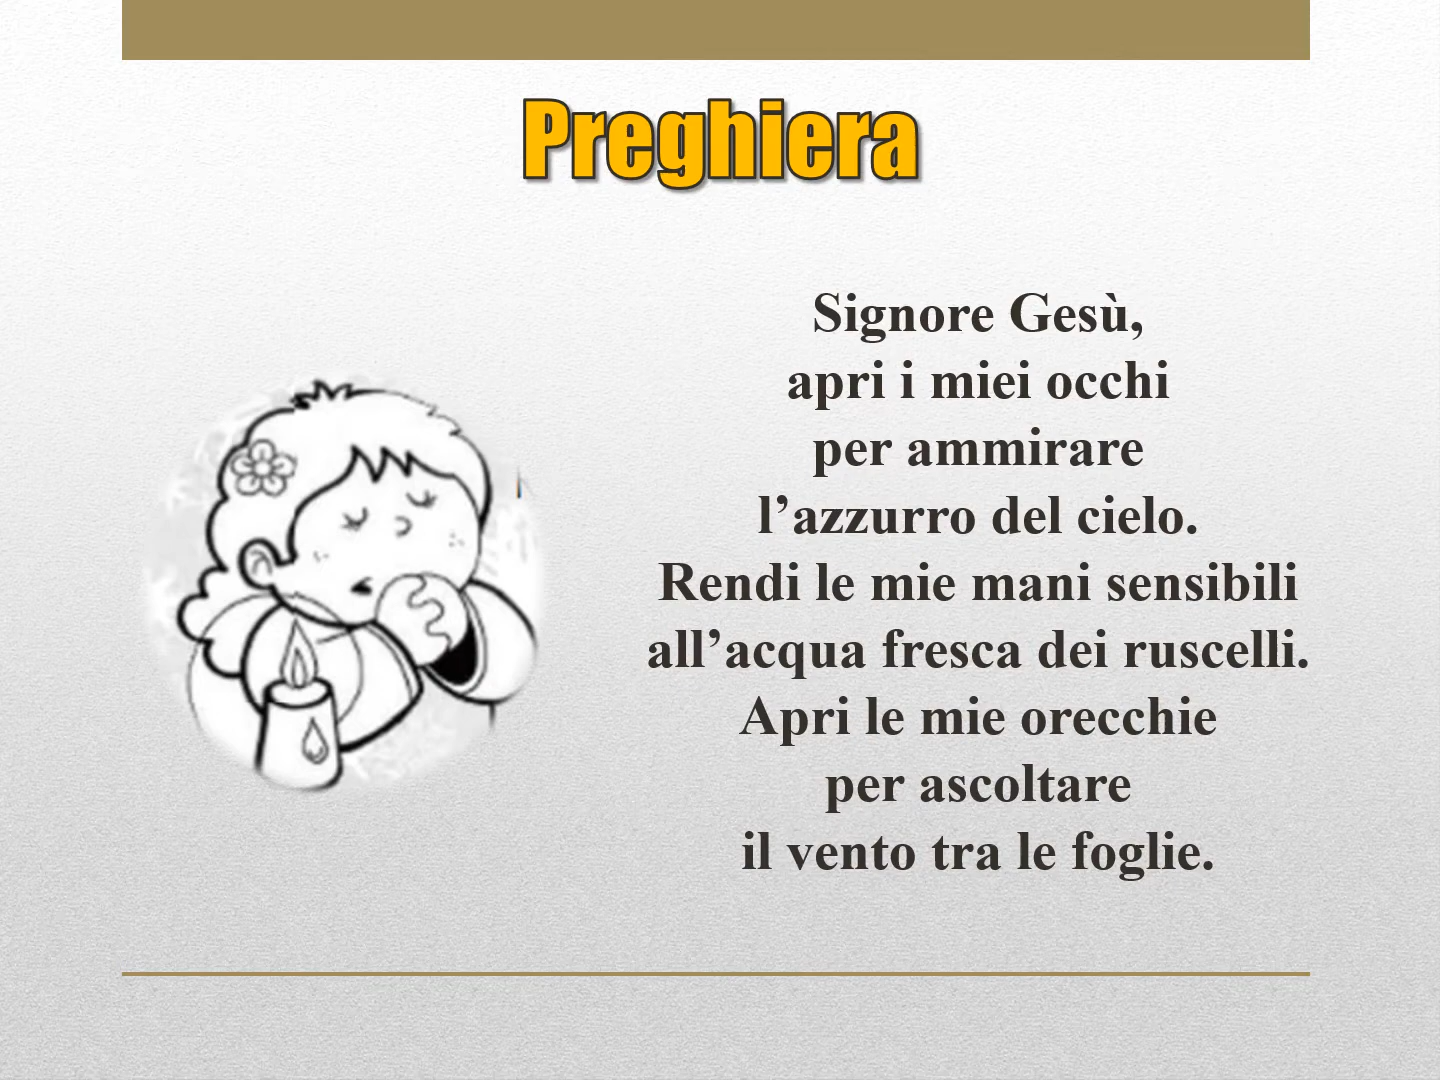 Preghiera
Signore Gesù,
apri i miei occhi
per ammirare
l’azzurro del cielo.
Rendi le mie mani sensibili
all’acqua fresca dei ruscelli.
Apri le mie orecchie
per ascoltare
il vento tra le foglie.